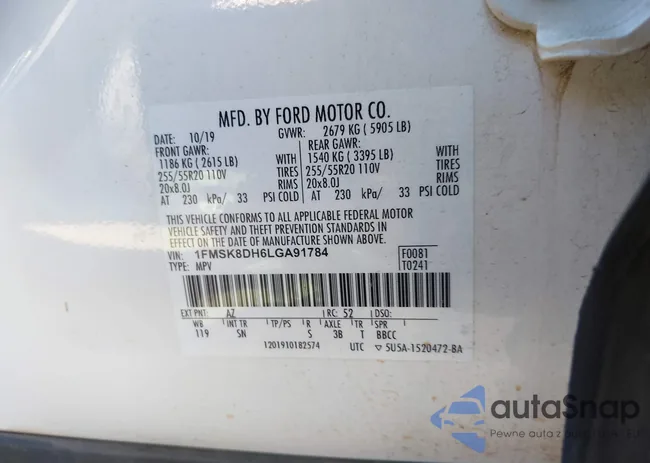 MFD. BY FORD MOTOR CO.
DATE: 10/19 GVWR: 2679 KG ( 5905 LB)
FRONT GAWR: REAR GAWR:
1186 KG ( 2615 LB) WITH 1540 KG ( 3395 LB) WITH
255/55R20 110V TIRES 255/55R20 110V TIRES
20x8.0J RIMS 20x8.0J RIMS
AT 230 kPa/ 33 PSI COLD AT 230 kPa/ 33 PSI COLD
THIS VEHICLE CONFORMS TO ALL APPLICABLE FEDERAL MOTOR
VEHICLE SAFETY AND THEFT PREVENTION STANDARDS IN
EFFECT ON THE DATE OF MANUFACTURE SHOWN ABOVE.
VIN: 1FMSK8DH6LGA91784 F0081
TYPE: MPV T0241
EXT PNT: AZ RC: 52 DSO:
WB INT TR TP/PS R AXLE TR SPR
119 SN S 3B T BBCC
1201910182574 UTC ▽ 5U5A-1520472-BA
autaSnap
Pewne auta z